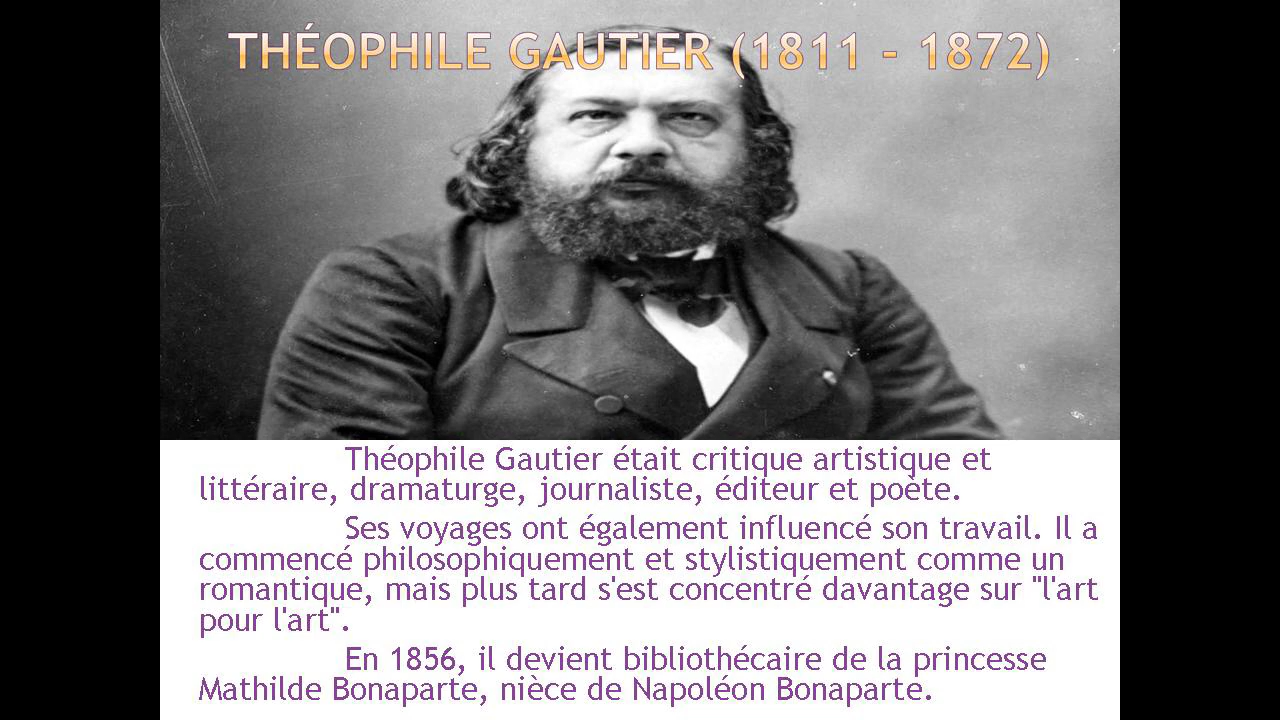 THÉOPHILE GAUTIER (1811 - 1872)
Théophile Gautier était critique artistique et
littéraire, dramaturge, journaliste, éditeur et poète.
Ses voyages ont également influencé son travail. Il a
commencé philosophiquement et stylistiquement comme un
romantique, mais plus tard s'est concentré davantage sur "l'art
pour l'art".
En 1856, il devient bibliothécaire de la princesse
Mathilde Bonaparte, nièce de Napoléon Bonaparte.